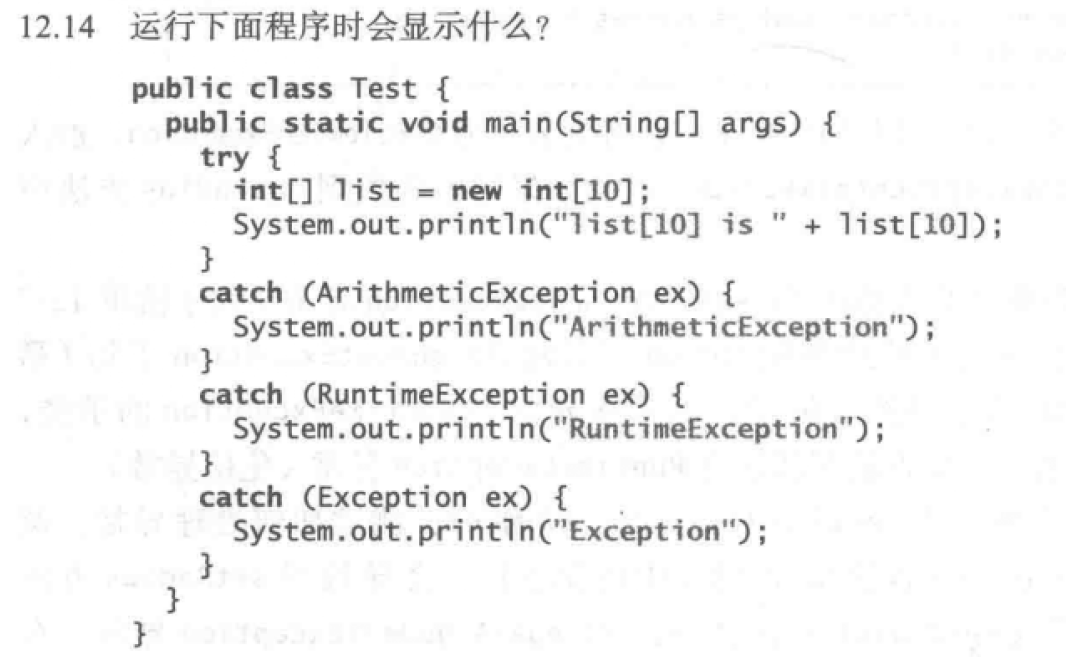 12.14 运行下面程序时会显示什么?
public class Test {
  public static void main(String[] args) {
    try {
      int[] list = new int[10];
      System.out.println("list[10] is " + list[10]);
    }
    catch (ArithmeticException ex) {
      System.out.println("ArithmeticException");
    }
    catch (RuntimeException ex) {
      System.out.println("RuntimeException");
    }
    catch (Exception ex) {
      System.out.println("Exception");
    }
  }
}